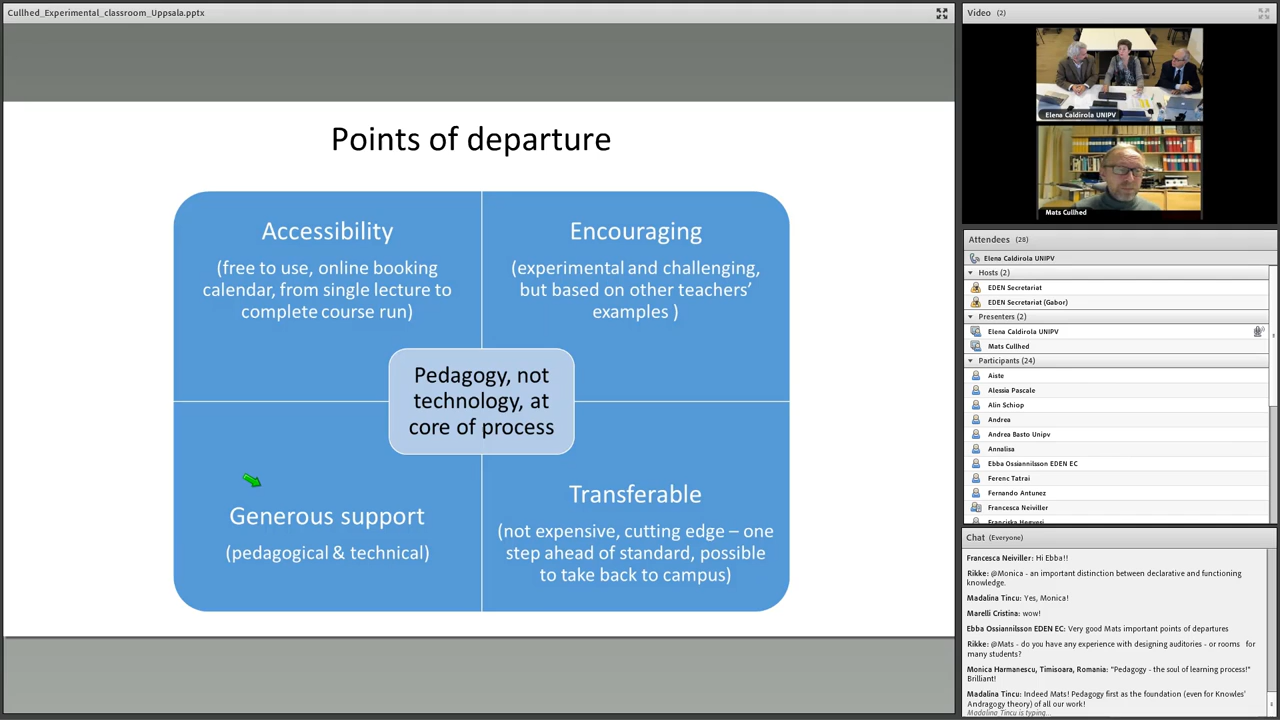 Cullhed_Experimental_classroom_Uppsala.pptx
Points of departure
Accessibility
(free to use, online booking
calendar, from single lecture to
complete course run)
Encouraging
(experimental and challenging,
but based on other teachers’
examples )
Pedagogy, not
technology, at
core of process
Generous support
(pedagogical & technical)
Transferable
(not expensive, cutting edge – one
step ahead of standard, possible
to take back to campus)
Video (2)
Elena Caldirola UNIPV
Mats Cullhed
Attendees (28)
Elena Caldirola UNIPV
Hosts (2)
EDEN Secretariat
EDEN Secretariat (Gabor)
Presenters (2)
Elena Caldirola UNIPV
Mats Cullhed
Participants (24)
Aiste
Alessia Pascale
Alin Schiop
Andrea
Andrea Basto Unipv
Annalisa
Ebba Ossiannilsson EDEN EC
Ferenc Tatrai
Fernando Antunez
Francesca Neiviller
Chat (Everyone)
Francesca Neiviller: Hi Ebba!!
Rikke: @Monica - an important distinction between declarative and functioning
knowledge.
Madalina Tincu: Yes, Monica!
Marelli Cristina: wow!
Ebba Ossiannilsson EDEN EC: Very good Mats important points of departures
Rikke: @Mats - do you have any experience with designing auditories - or rooms for
many students?
Monica Harmanescu, Timisoara, Romania: "Pedagogy - the soul of learning process!"
Brilliant!
Madalina Tincu: Indeed Mats! Pedagogy first as the foundation (even for Knowles'
Andragogy theory) of all our work!
Madalina Tincu is typing...